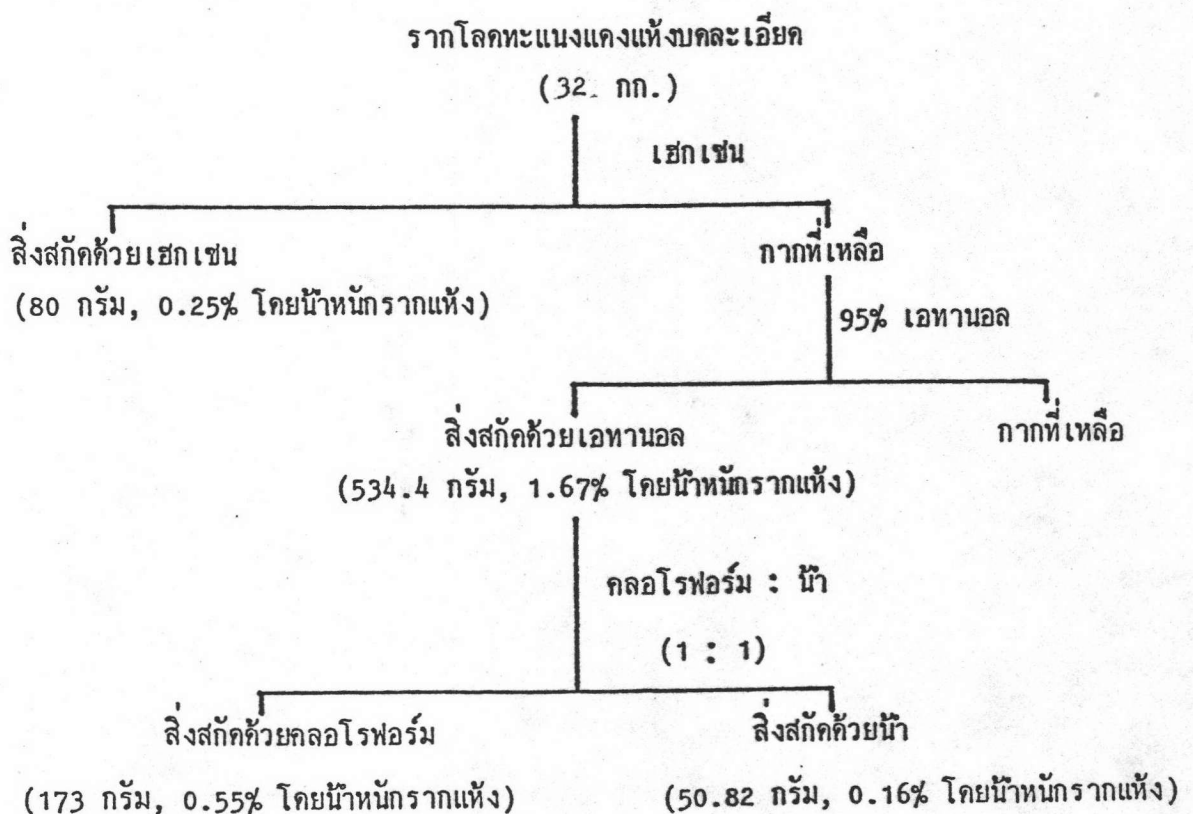 รากโลดทะแนงแดงแห้งบดละเอียด
(32. กก.)
เฮกเซน
สิ่งสกัดด้วยเฮกเซน
กากที่เหลือ
(80 กรัม, 0.25% โดยน้ำหนักรากแห้ง)
95% เอทานอล
สิ่งสกัดด้วยเอทานอล
กากที่เหลือ
(534.4 กรัม, 1.67% โดยน้ำหนักรากแห้ง)
คลอโรฟอร์ม : น้ำ
(1 : 1)
สิ่งสกัดด้วยคลอโรฟอร์ม
สิ่งสกัดด้วยน้ำ
(173 กรัม, 0.55% โดยน้ำหนักรากแห้ง)
(50.82 กรัม, 0.16% โดยน้ำหนักรากแห้ง)